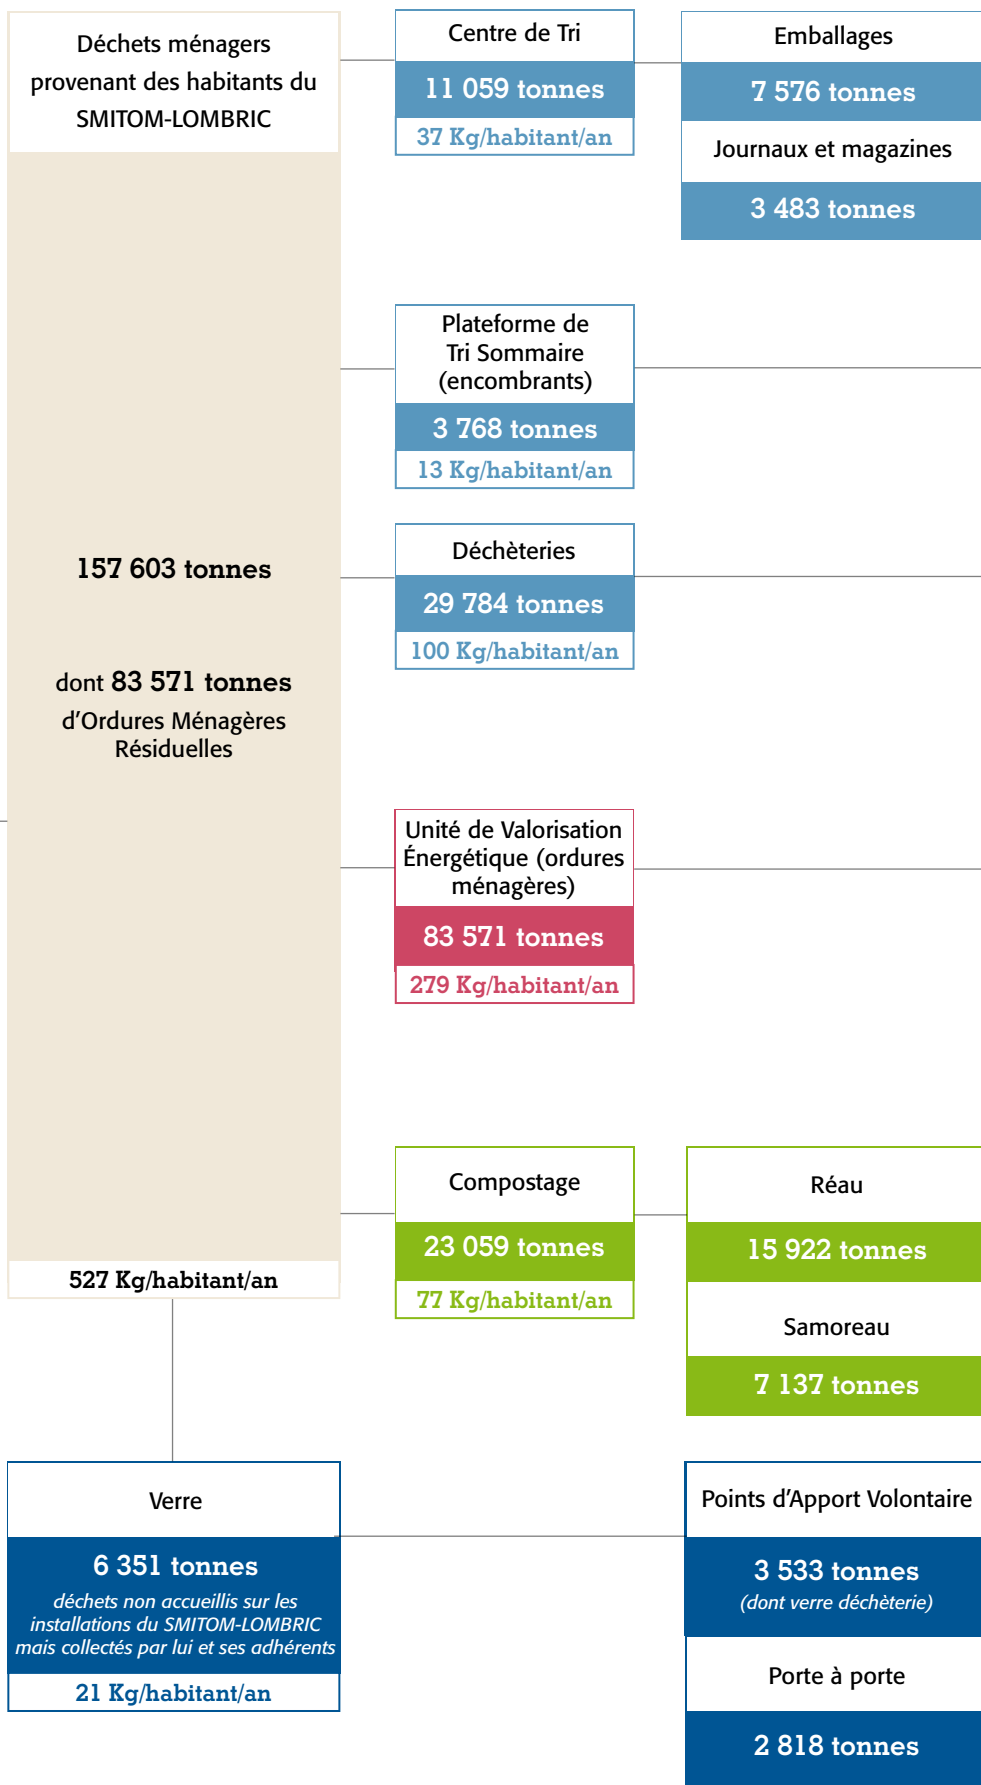 Déchets ménagers
provenant des habitants du
SMITOM-LOMBRIC
157 603 tonnes
dont 83 571 tonnes
d'Ordures Ménagères
Résiduelles
527 Kg/habitant/an
Centre de Tri
11 059 tonnes
37 Kg/habitant/an
Emballages
7 576 tonnes
Journaux et magazines
3 483 tonnes
Plateforme de
Tri Sommaire
(encombrants)
3 768 tonnes
13 Kg/habitant/an
Déchèteries
29 784 tonnes
100 Kg/habitant/an
Unité de Valorisation
Énergétique (ordures
ménagères)
83 571 tonnes
279 Kg/habitant/an
Compostage
23 059 tonnes
77 Kg/habitant/an
Réau
15 922 tonnes
Samoreau
7 137 tonnes
Verre
6 351 tonnes
déchets non accueillis sur les
installations du SMITOM-LOMBRIC
mais collectés par lui et ses adhérents
21 Kg/habitant/an
Points d'Apport Volontaire
3 533 tonnes
(dont verre déchèterie)
Porte à porte
2 818 tonnes